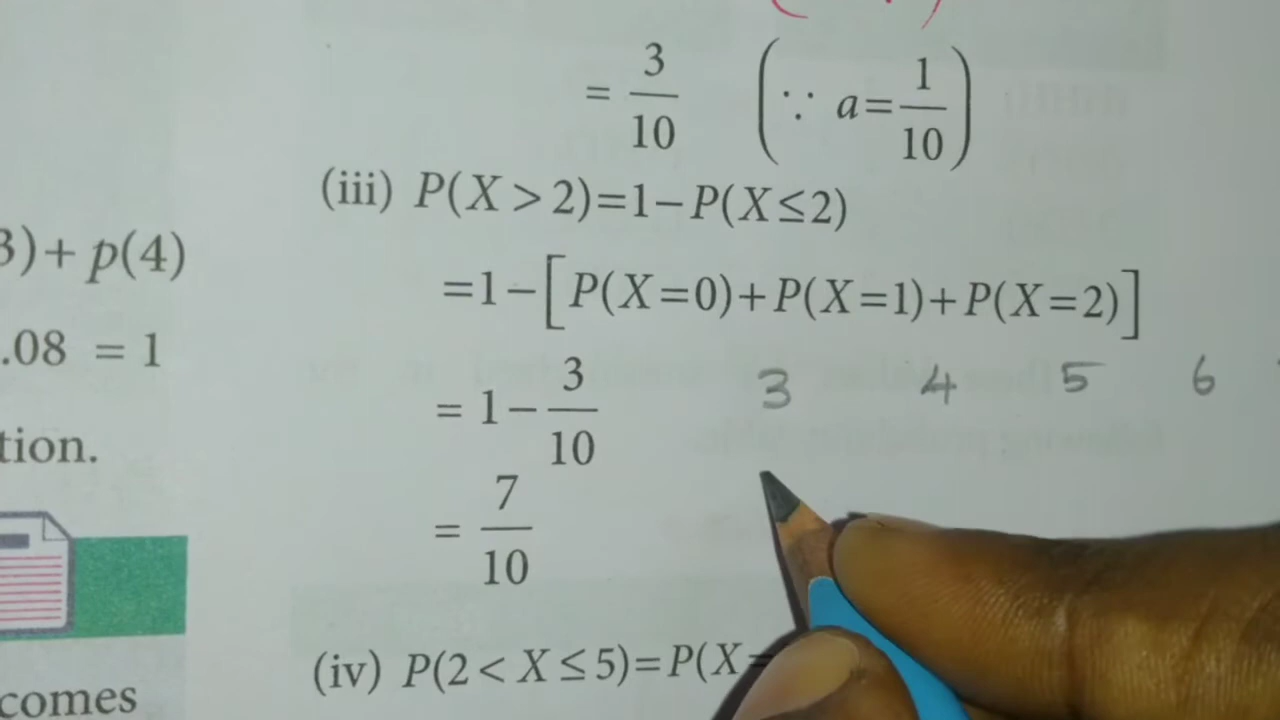 = 3/10 (∵ a = 1/10)
(iii) P(X > 2)=1−P(X≤2)
3)+ p(4)
=1−[P(X=0)+P(X=1)+P(X=2)]
.08 = 1
= 1− 3/10
3 4 5 6
tion.
= 7/10
(iv) P(2 < X ≤ 5)=P(X=
comes